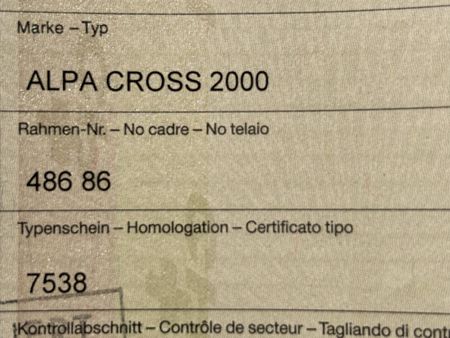 Marke – Typ
ALPA CROSS 2000
Rahmen-Nr. – No cadre – No telaio
486 86
Typenschein – Homologation – Certificato tipo
7538
Kontrollabschnitt – Contrôle de secteur – Tagliando di contr